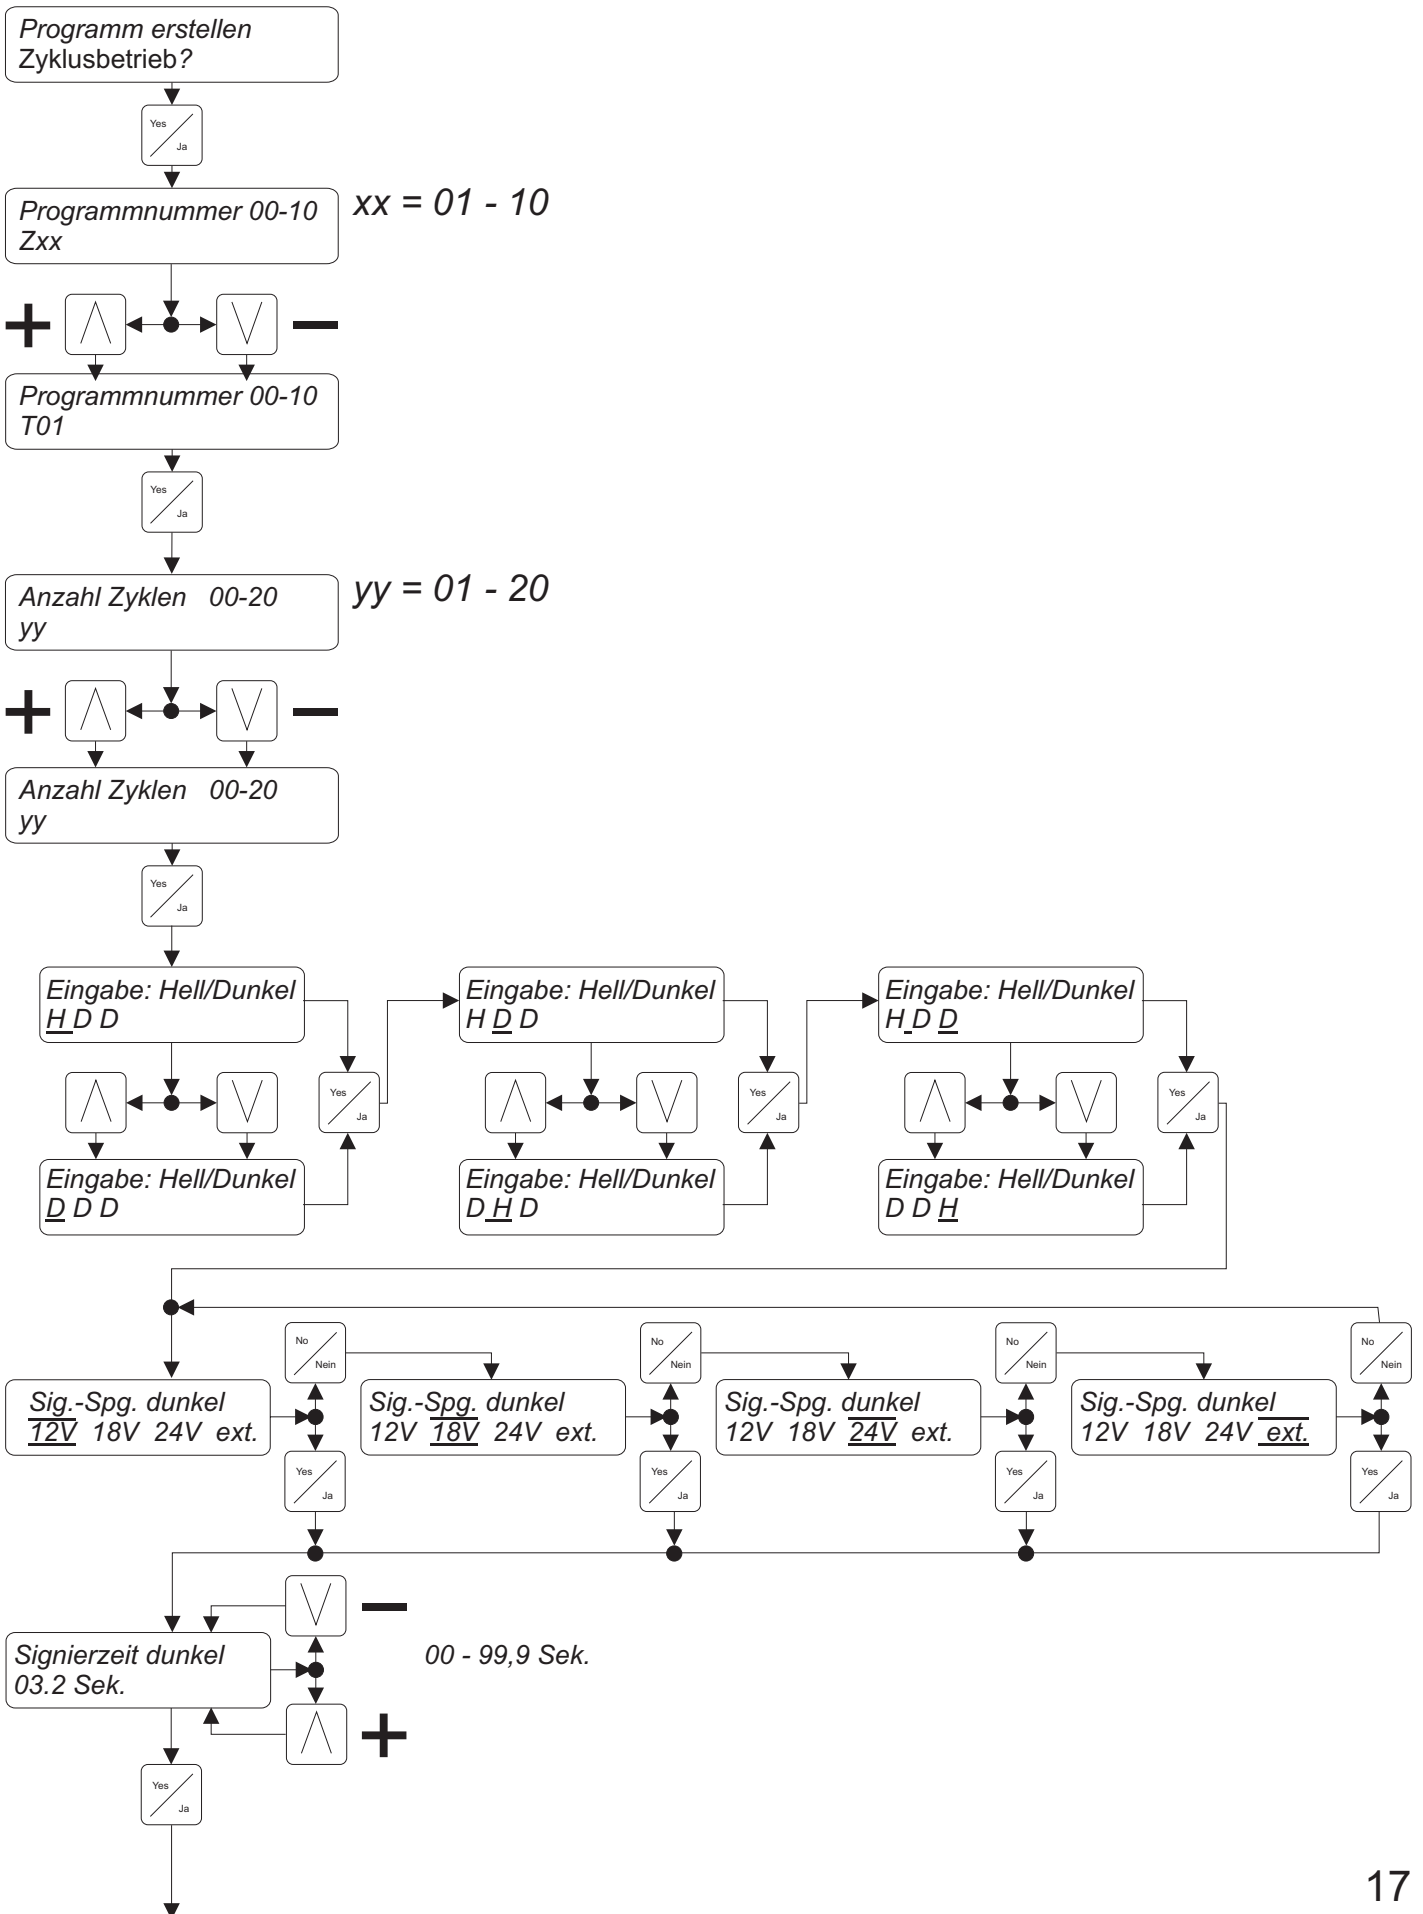 Programm erstellen
Zyklusbetrieb?
Yes
Ja
Programmnummer 00-10
Zxx
xx = 01 - 10
+
−
Programmnummer 00-10
T01
Yes
Ja
Anzahl Zyklen 00-20
yy
yy = 01 - 20
+
−
Anzahl Zyklen 00-20
yy
Yes
Ja
Eingabe: Hell/Dunkel
H D D
Yes
Ja
Eingabe: Hell/Dunkel
D D D
Eingabe: Hell/Dunkel
H D D
Yes
Ja
Eingabe: Hell/Dunkel
D H D
Eingabe: Hell/Dunkel
H D D
Yes
Ja
Eingabe: Hell/Dunkel
D D H
Sig.-Spg. dunkel
12V 18V 24V ext.
No
Nein
Yes
Ja
Sig.-Spg. dunkel
12V 18V 24V ext.
No
Nein
Yes
Ja
Sig.-Spg. dunkel
12V 18V 24V ext.
No
Nein
Yes
Ja
Sig.-Spg. dunkel
12V 18V 24V ext.
No
Nein
Yes
Ja
−
Signierzeit dunkel
03.2 Sek.
00 - 99,9 Sek.
+
Yes
Ja
17